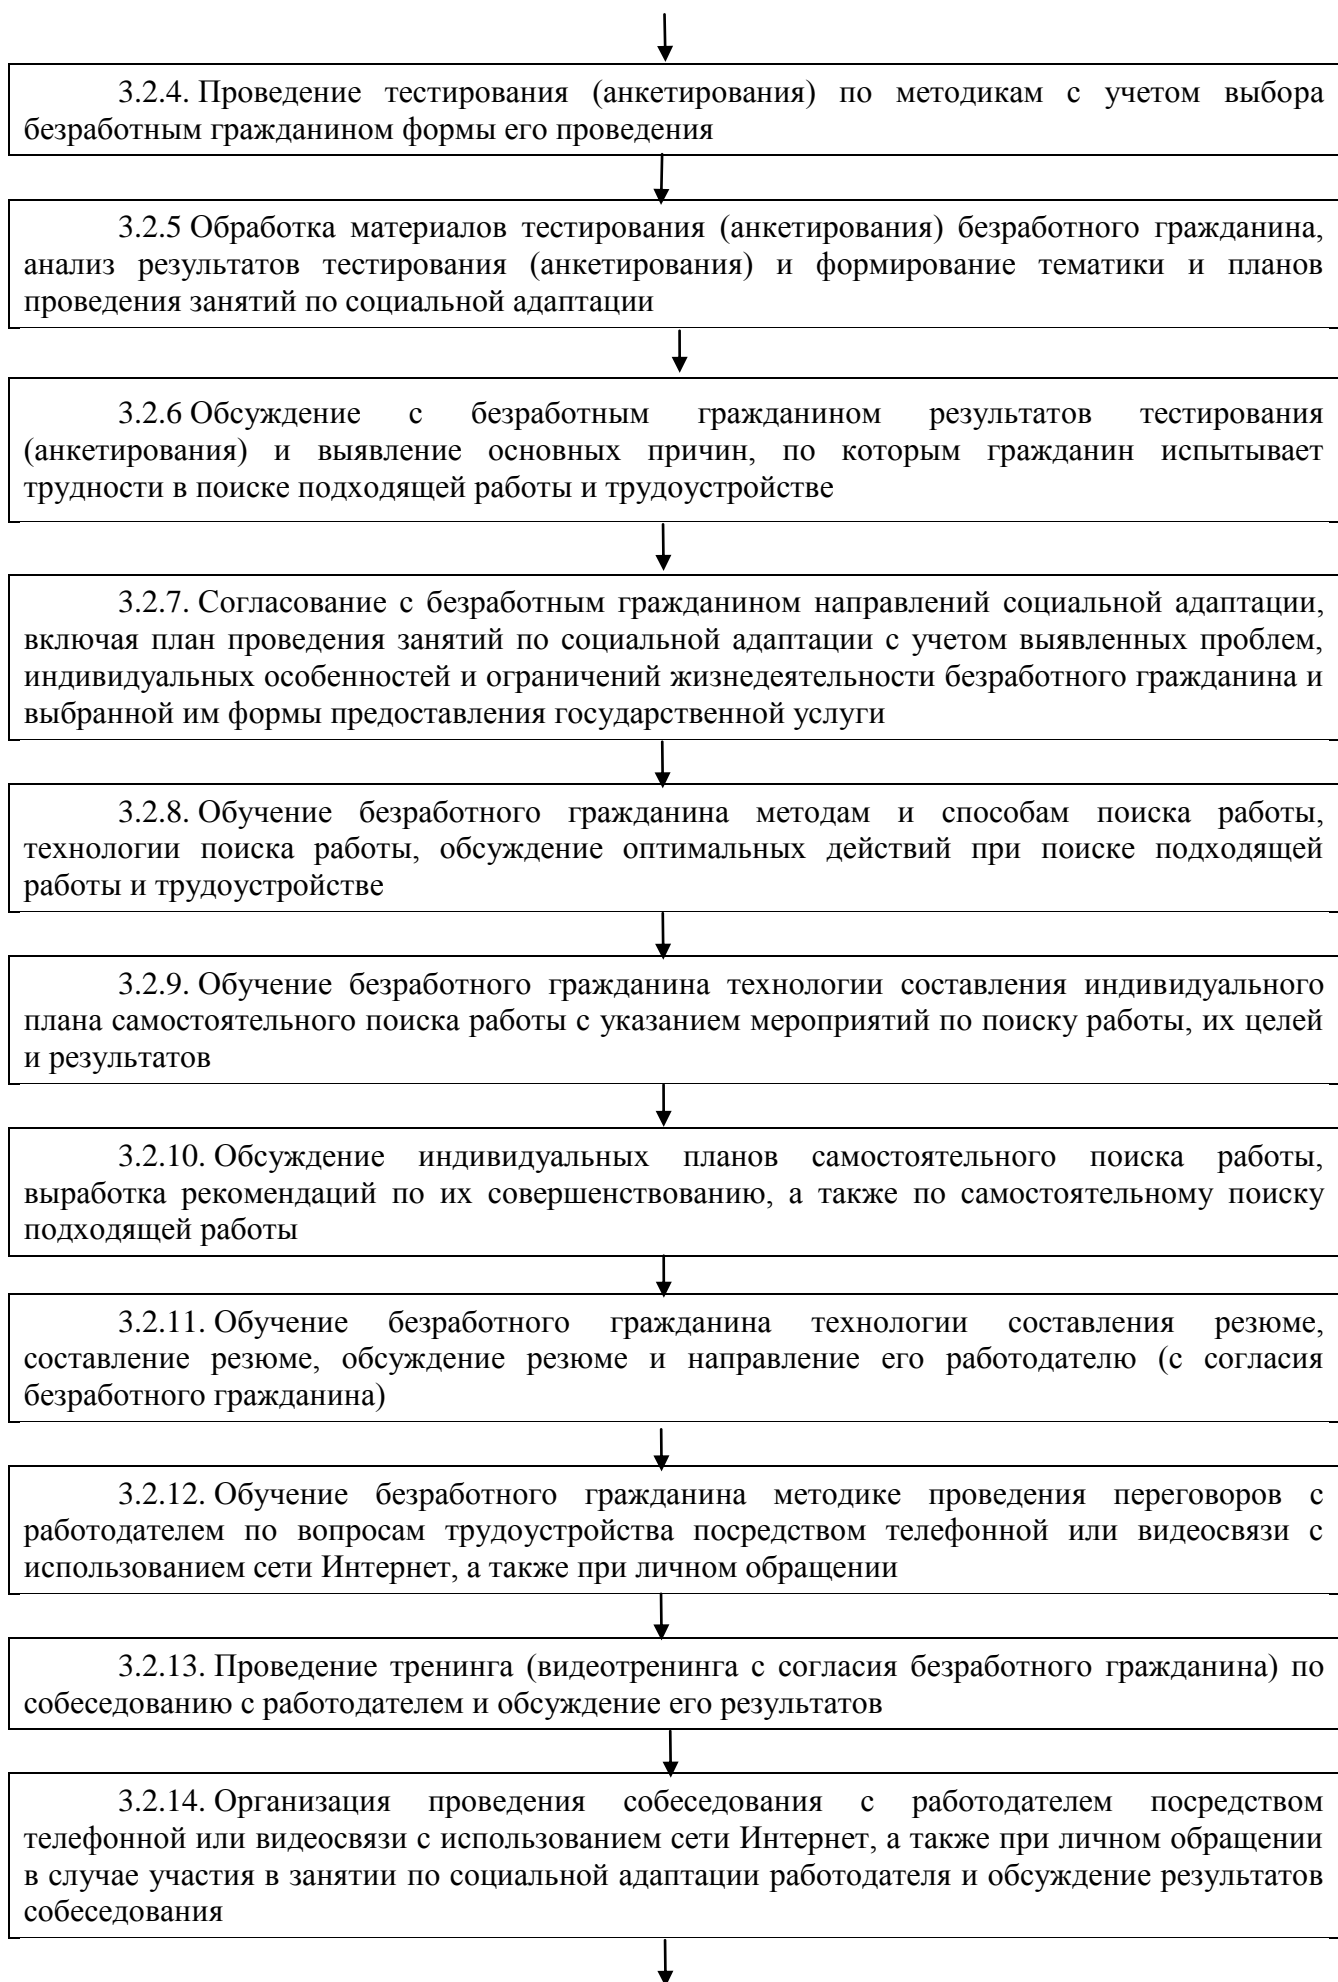 3.2.4. Проведение тестирования (анкетирования) по методикам с учетом выбора
безработным гражданином формы его проведения
3.2.5 Обработка материалов тестирования (анкетирования) безработного гражданина,
анализ результатов тестирования (анкетирования) и формирование тематики и планов
проведения занятий по социальной адаптации
3.2.6 Обсуждение с безработным гражданином результатов тестирования
(анкетирования) и выявление основных причин, по которым гражданин испытывает
трудности в поиске подходящей работы и трудоустройстве
3.2.7. Согласование с безработным гражданином направлений социальной адаптации,
включая план проведения занятий по социальной адаптации с учетом выявленных проблем,
индивидуальных особенностей и ограничений жизнедеятельности безработного гражданина и
выбранной им формы предоставления государственной услуги
3.2.8. Обучение безработного гражданина методам и способам поиска работы,
технологии поиска работы, обсуждение оптимальных действий при поиске подходящей
работы и трудоустройстве
3.2.9. Обучение безработного гражданина технологии составления индивидуального
плана самостоятельного поиска работы с указанием мероприятий по поиску работы, их целей
и результатов
3.2.10. Обсуждение индивидуальных планов самостоятельного поиска работы,
выработка рекомендаций по их совершенствованию, а также по самостоятельному поиску
подходящей работы
3.2.11. Обучение безработного гражданина технологии составления резюме,
составление резюме, обсуждение резюме и направление его работодателю (с согласия
безработного гражданина)
3.2.12. Обучение безработного гражданина методике проведения переговоров с
работодателем по вопросам трудоустройства посредством телефонной или видеосвязи с
использованием сети Интернет, а также при личном обращении
3.2.13. Проведение тренинга (видеотренинга с согласия безработного гражданина) по
собеседованию с работодателем и обсуждение его результатов
3.2.14. Организация проведения собеседования с работодателем посредством
телефонной или видеосвязи с использованием сети Интернет, а также при личном обращении
в случае участия в занятии по социальной адаптации работодателя и обсуждение результатов
собеседования